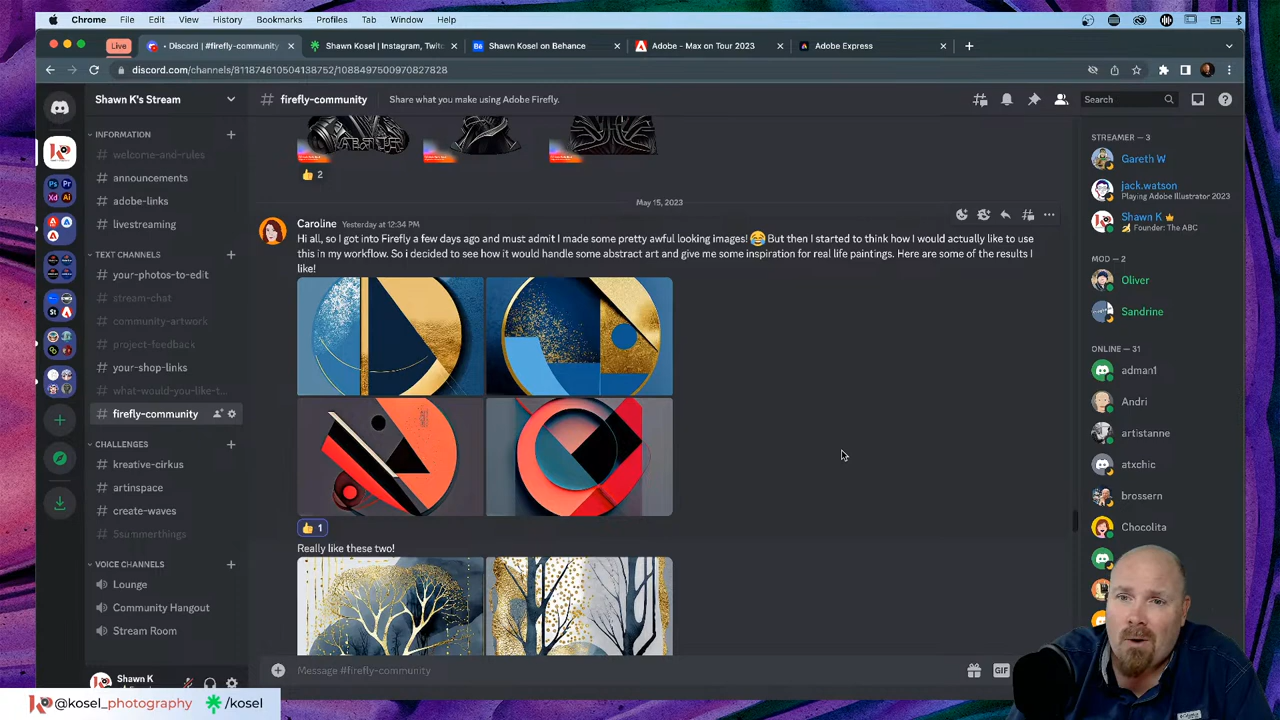 Chrome File Edit View History Bookmarks Profiles Tab Window Help
Live • Discord | #firefly-community Shawn Kosel | Instagram, Twitc Shawn Kosel on Behance Adobe - Max on Tour 2023 Adobe Express
discord.com/channels/811874610504138752/1088497500970827828
Shawn K's Stream
# firefly-community Share what you make using Adobe Firefly.
Search
INFORMATION
# welcome-and-rules
# announcements
# adobe-links
# livestreaming
TEXT CHANNELS
# your-photos-to-edit
# stream-chat
# community-artwork
# project-feedback
# your-shop-links
# what-would-you-like-t...
# firefly-community
CHALLENGES
# kreative-cirkus
# artinspace
# create-waves
# 5summerthings
VOICE CHANNELS
Lounge
Community Hangout
Stream Room
Shawn K
2
May 15, 2023
Caroline Yesterday at 12:34 PM
Hi all, so I got into Firefly a few days ago and must admit I made some pretty awful looking images! 😂 But then I started to think how I would actually like to use
this in my workflow. So i decided to see how it would handle some abstract art and give me some inspiration for real life paintings. Here are some of the results I
like!
1
Really like these two!
Message #firefly-community
GIF
STREAMER — 3
Gareth W
jack.watson
Playing Adobe Illustrator 2023
Shawn K
Founder: The ABC
MOD — 2
Oliver
Sandrine
ONLINE — 31
adman1
Andri
artistanne
atxchic
brossern
Chocolita
@kosel_photography /kosel